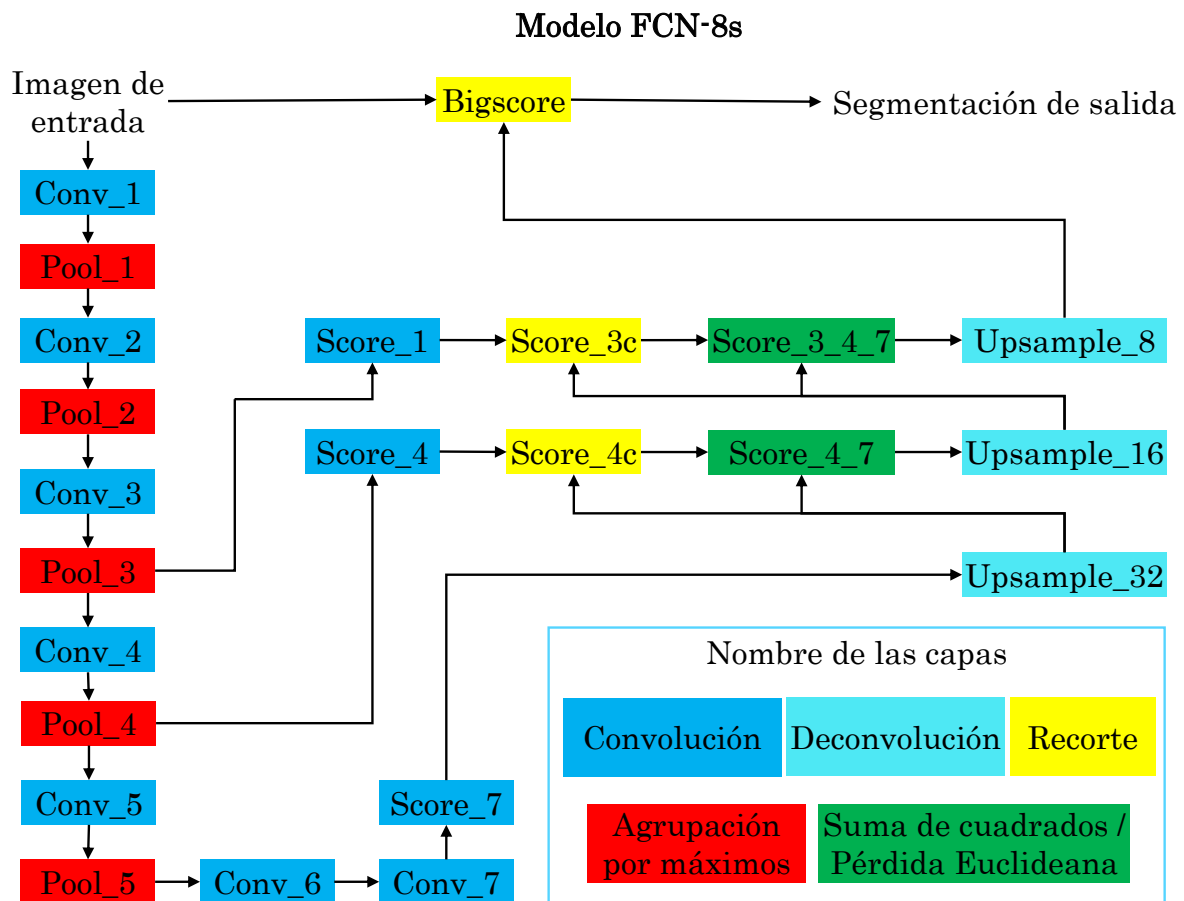 Modelo FCN-8s
Imagen de
entrada
Bigscore
Segmentación de salida
Conv_1
Pool_1
Conv_2
Score_1
Score_3c
Score_3_4_7
Upsample_8
Pool_2
Score_4
Score_4c
Score_4_7
Upsample_16
Conv_3
Pool_3
Upsample_32
Conv_4
Pool_4
Conv_5
Score_7
Pool_5
Conv_6
Conv_7
Nombre de las capas
Convolución
Deconvolución
Recorte
Agrupación
por máximos
Suma de cuadrados /
Pérdida Euclideana